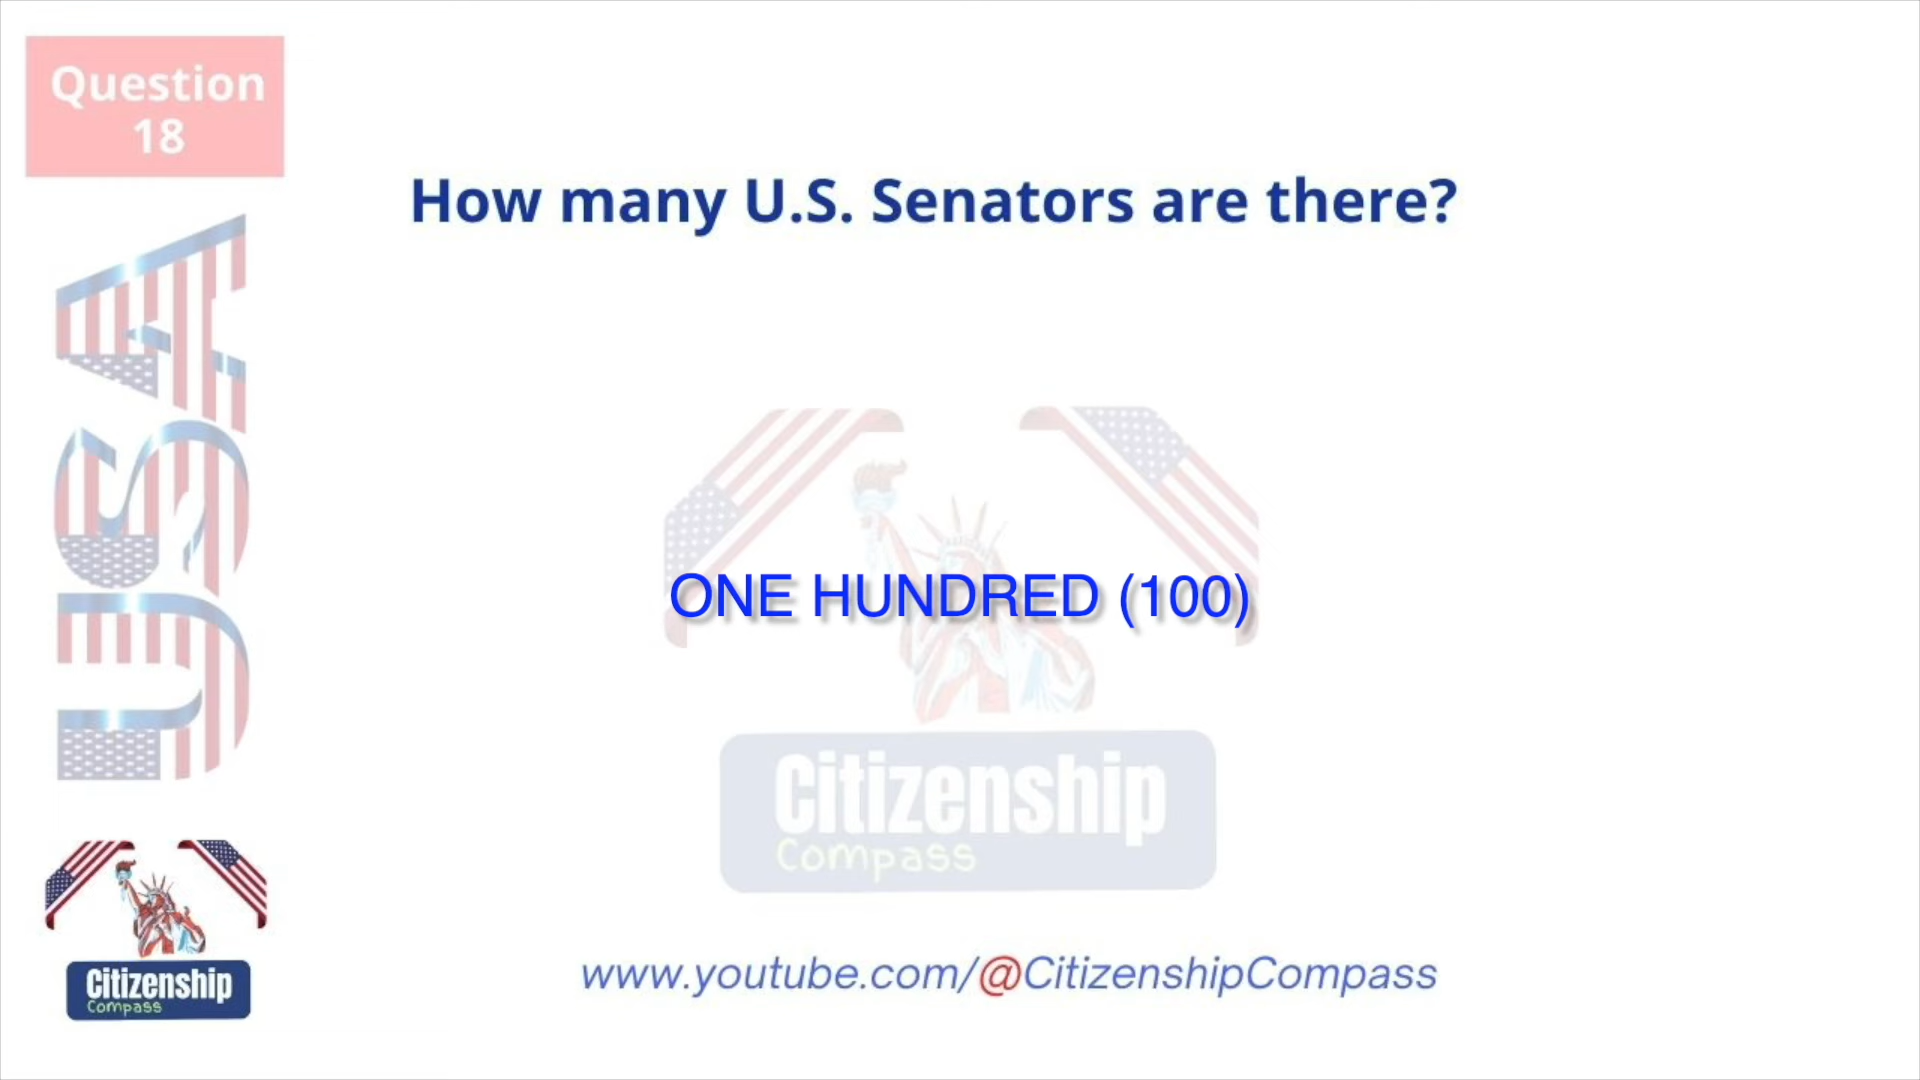 Question
18
How many U.S. Senators are there?
USA
ONE HUNDRED (100)
Citizenship
Compass
Citizenship
Compass
www.youtube.com/@CitizenshipCompass